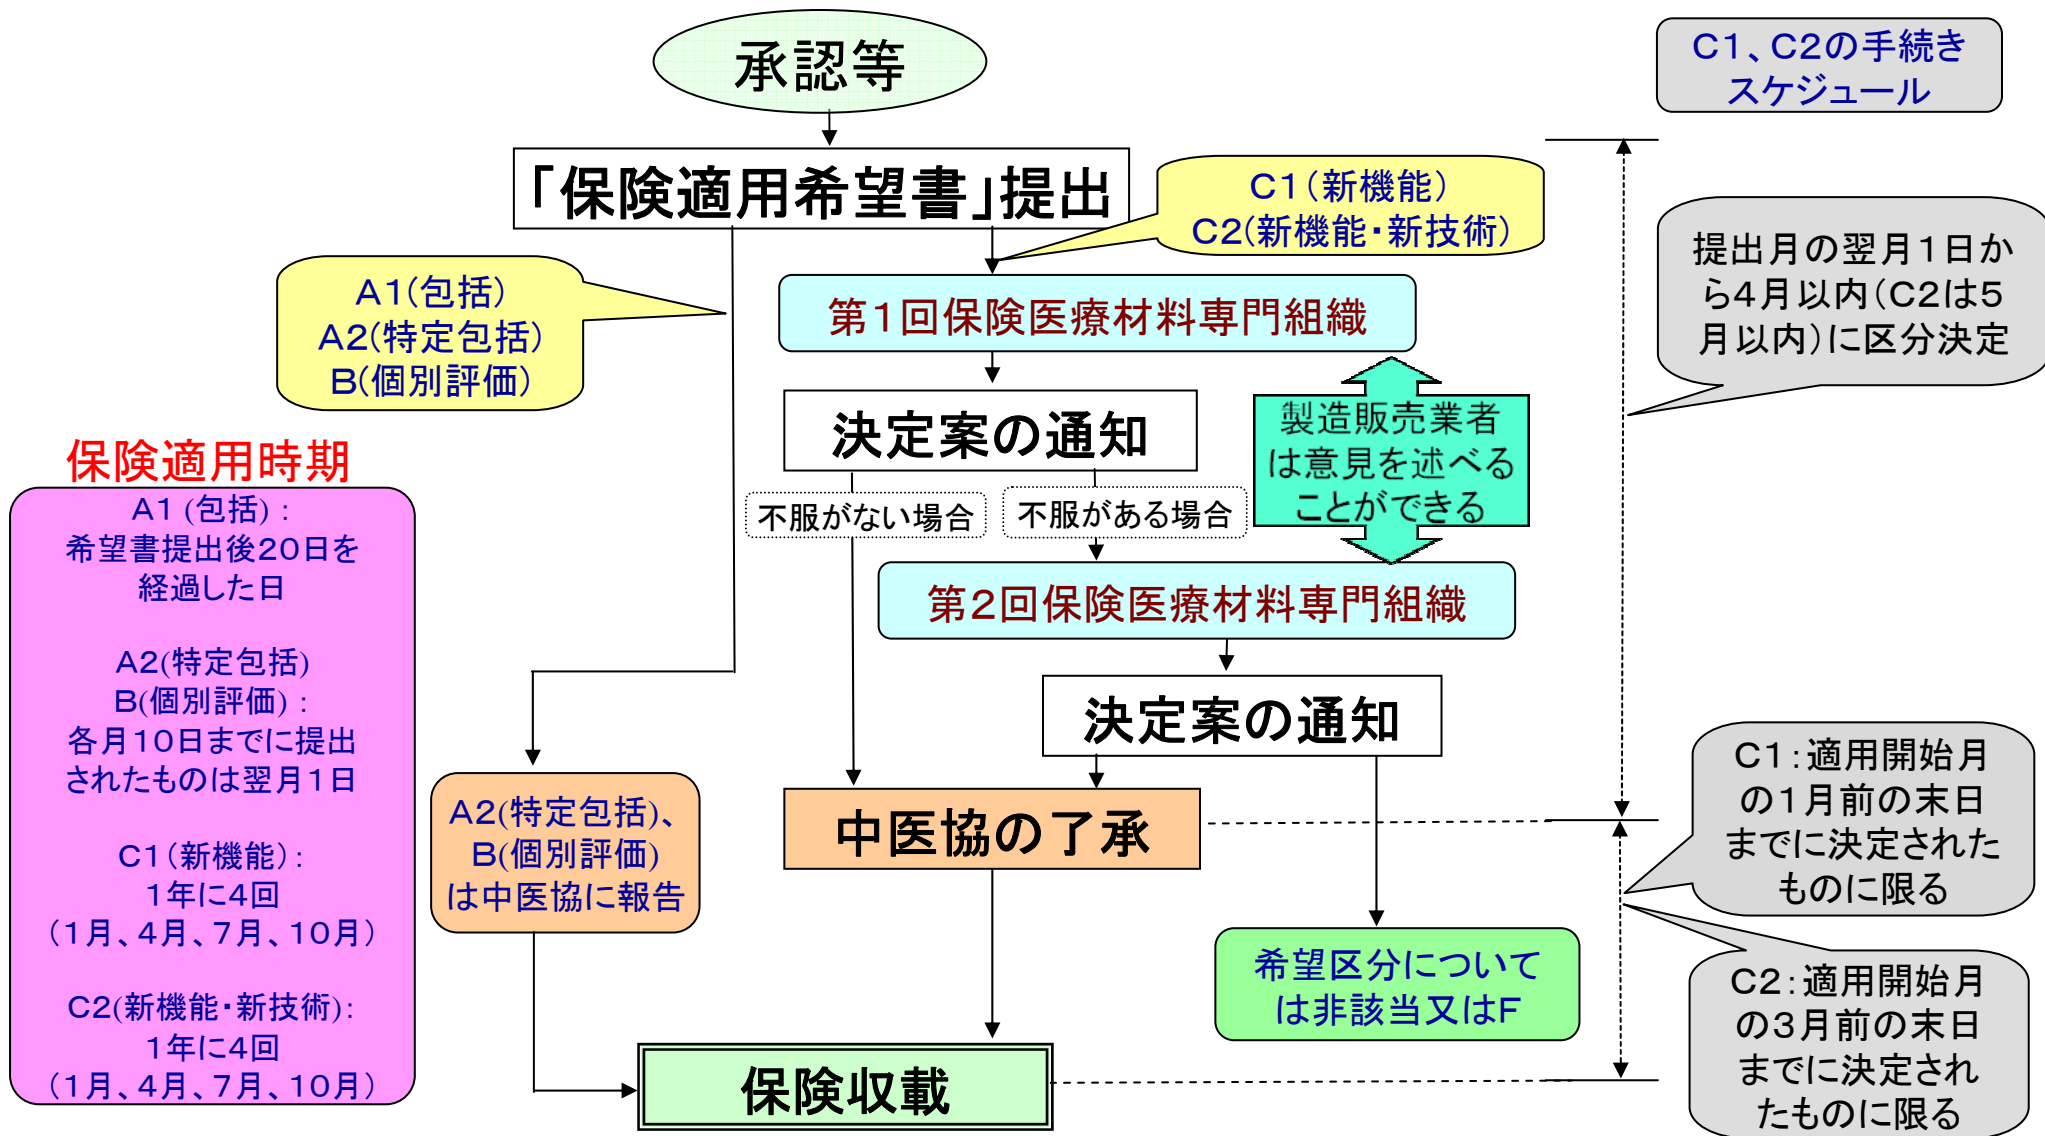 承認等
C1、C2の手続き
スケジュール
「保険適用希望書」提出
C1（新機能）
C2(新機能・新技術)
提出月の翌月1日か
ら4月以内（C2は5
月以内）に区分決定
A1(包括)
A2(特定包括)
B(個別評価)
第1回保険医療材料専門組織
決定案の通知
製造販売業者
は意見を述べる
ことができる
不服がない場合
不服がある場合
第2回保険医療材料専門組織
決定案の通知
保険適用時期
A1 (包括)：
希望書提出後20日を
経過した日
A2(特定包括)
B(個別評価)：
各月10日までに提出
されたものは翌月1日
C1（新機能）：
1年に4回
（1月、4月、7月、10月）
C2(新機能・新技術)：
1年に4回
（1月、4月、7月、10月）
A2(特定包括)、
B(個別評価)
は中医協に報告
中医協の了承
C1：適用開始月
の1月前の末日
までに決定された
ものに限る
希望区分について
は非該当又はF
C2：適用開始月
の3月前の末日
までに決定され
たものに限る
保険収載